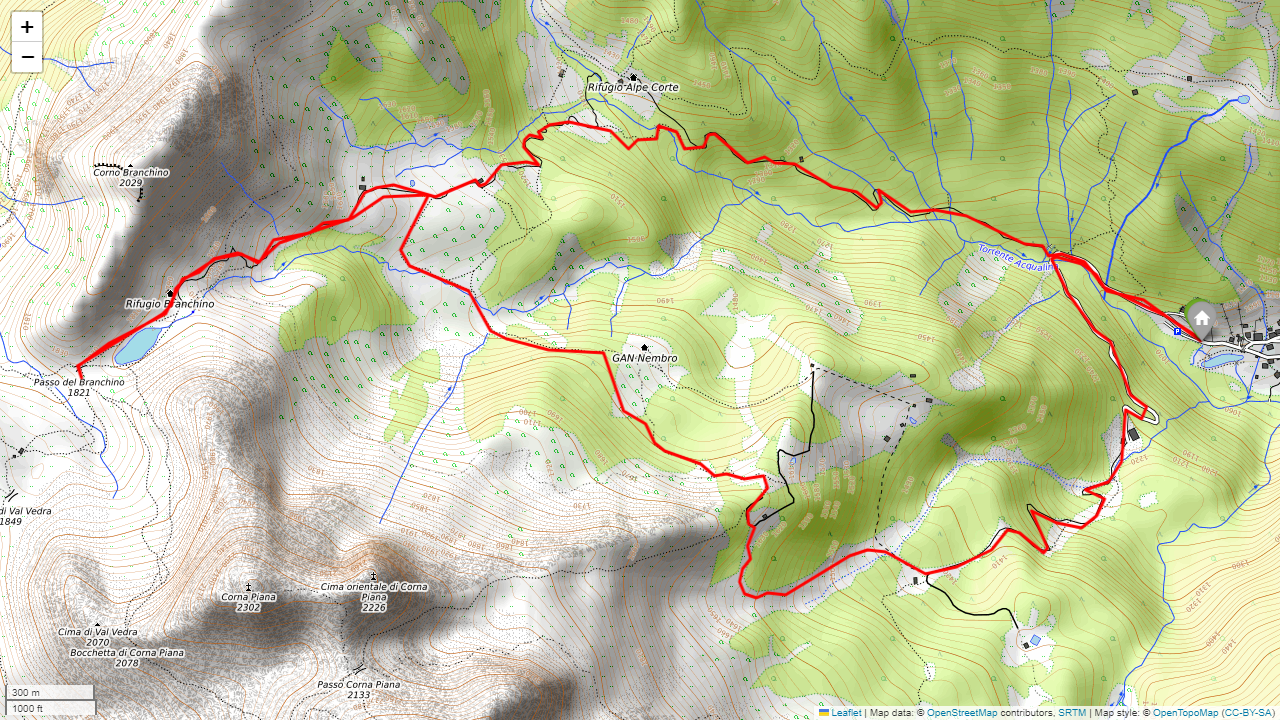 +
−
Rifugio Alpe Corte
Corno Branchino
2029
Torrente Acqualin
Rifugio Branchino
P
GAN Nembro
Passo del Branchino
1821
di Val Vedra
1849
Corna Piana
2302
Cima orientale di Corna
Piana
2226
Cima di Val Vedra
2070
Bocchetta di Corna Piana
2078
Passo Corna Piana
2133
300 m
1000 ft
Leaflet | Map data: © OpenStreetMap contributors, SRTM | Map style: © OpenTopoMap (CC-BY-SA)